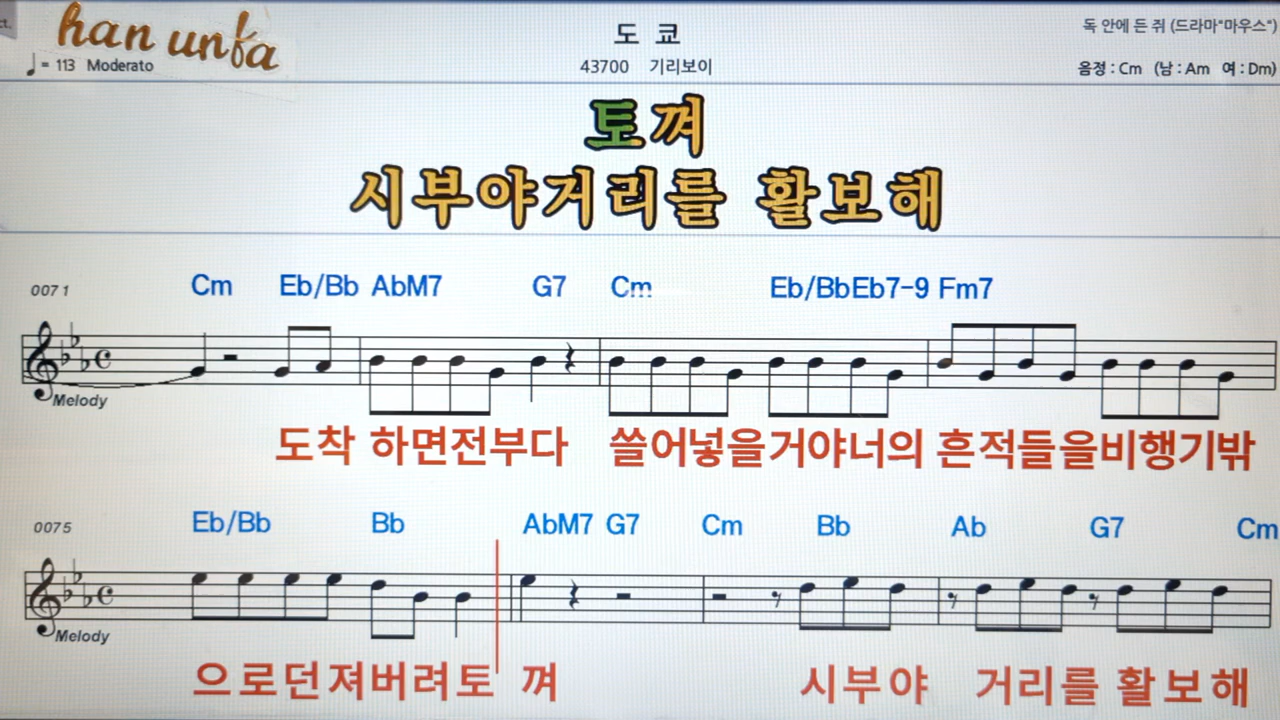 ct.
han unfa
도 쿄
독 안에 든 쥐 (드라마"마우스")
♩= 113 Moderato
43700 기리보이
음정 : Cm (남 : Am 여 : Dm)
토껴
시부야거리를 활보해
0071 Cm Eb/Bb AbM7 G7 Cm Eb/BbEb7-9 Fm7
Melody
도착 하면전부다 쓸어넣을거야너의 흔적들을비행기밖
0075 Eb/Bb Bb AbM7 G7 Cm Bb Ab G7 Cm
Melody
으로던져버려토 껴 시부야 거리를 활보해